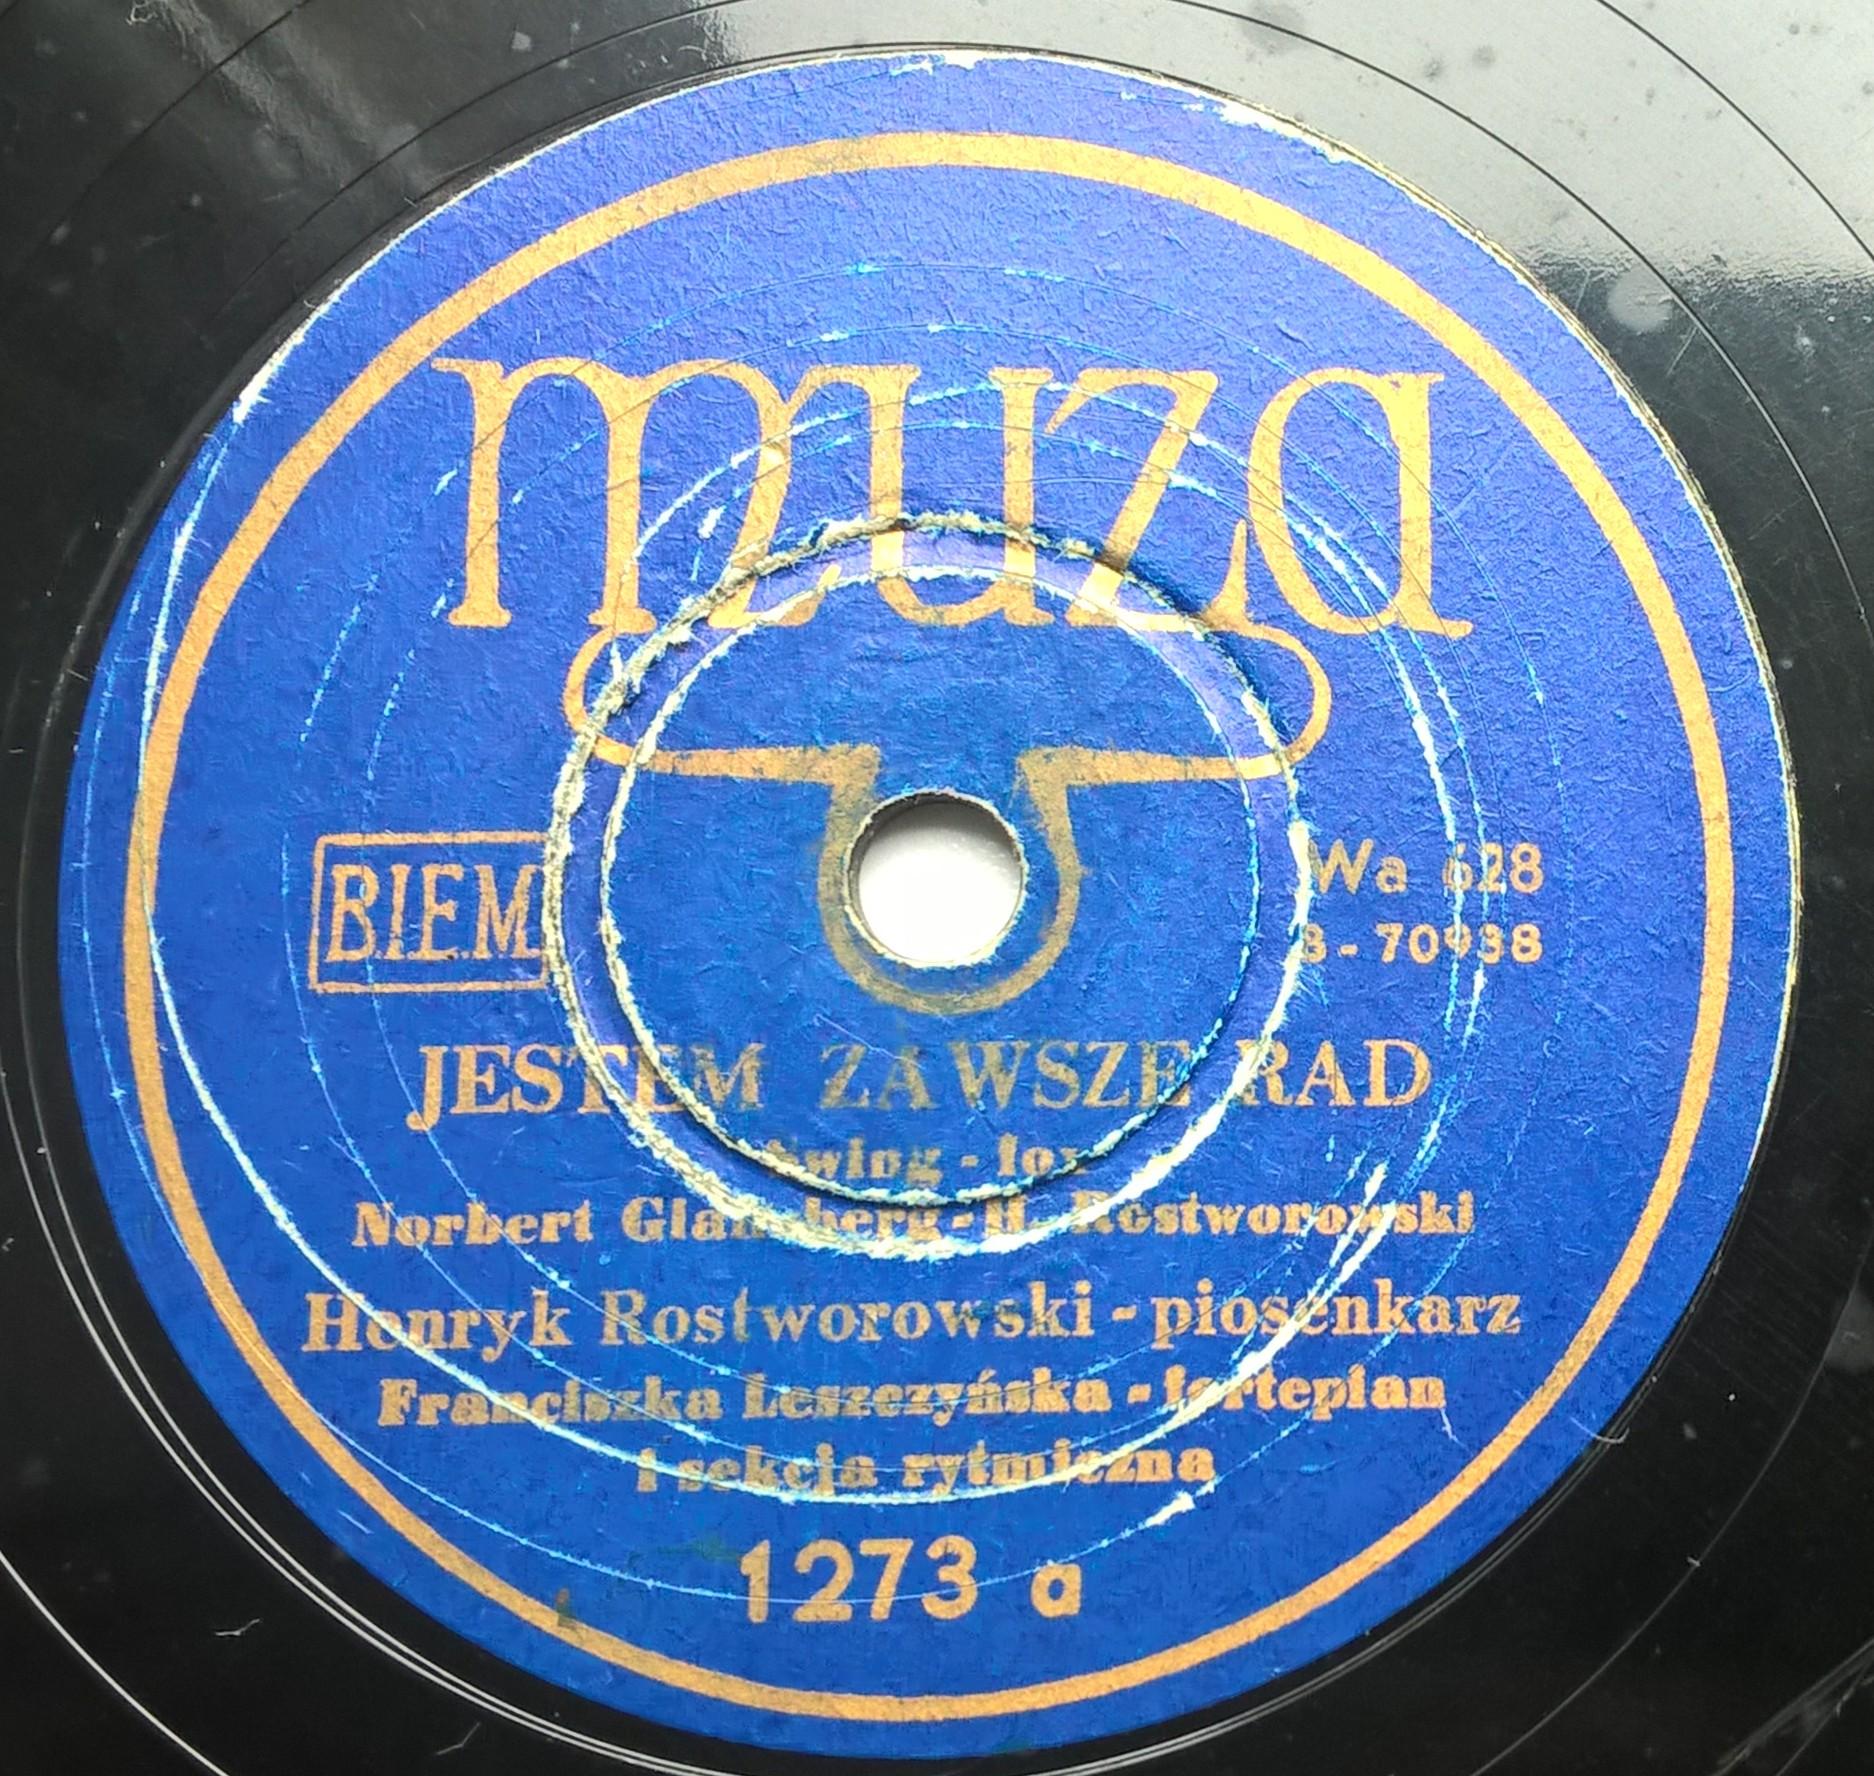 muza
B.I.E.M
Wa 628
B-70938
JESTEM ZAWSZE RAD
swing - fox
Norbert Glanzberg - H. Rostworowski
Henryk Rostworowski - piosenkarz
Franciszka Leszczyńska - fortepian
i sekcja rytmiczna
1273 a